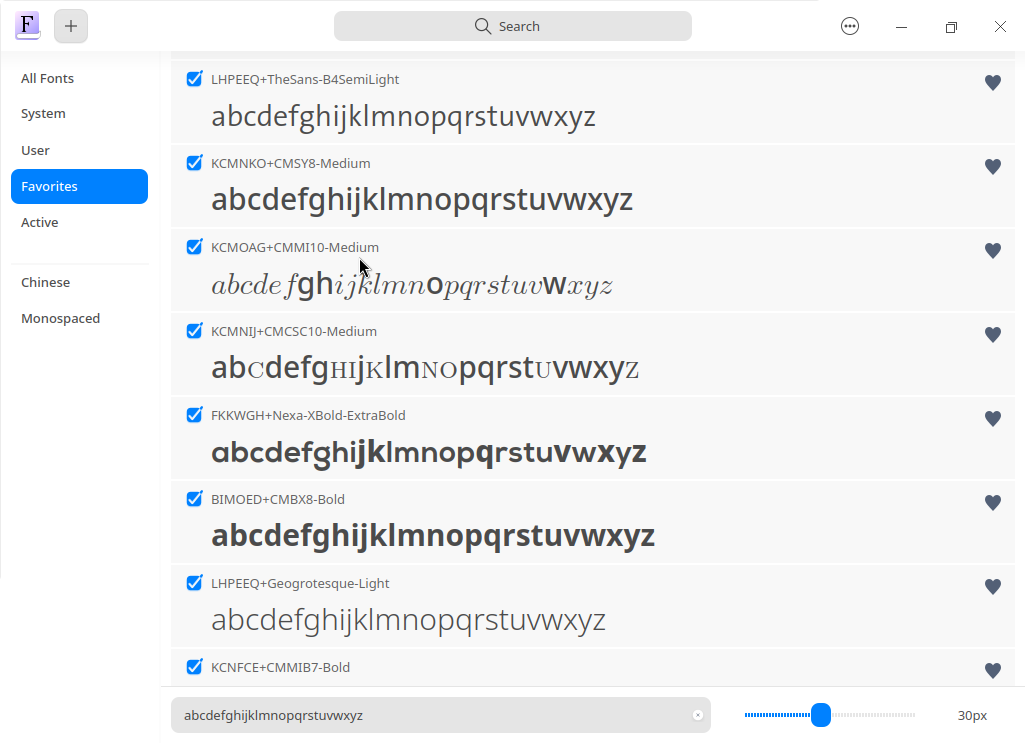 F
Search
All Fonts
System
User
Favorites
Active
Chinese
Monospaced
LHPEEQ+TheSans-B4SemiLight
abcdefghijklmnopqrstuvwxyz
KCMNKO+CMSY8-Medium
abcdefghijklmnopqrstuvwxyz
KCMOAG+CMMI10-Medium
abcdefghijklmnopqrstuvwxyz
KCMNIJ+CMCSC10-Medium
abCdefgHIjKlmNOpqrstUvwxyZ
FKKWGH+Nexa-XBold-ExtraBold
abcdefghijklmnopqrstuvwxyz
BIMOED+CMBX8-Bold
abcdefghijklmnopqrstuvwxyz
LHPEEQ+Geogrotesque-Light
abcdefghijklmnopqrstuvwxyz
KCNFCE+CMMIB7-Bold
abcdefghijklmnopqrstuvwxyz
30px